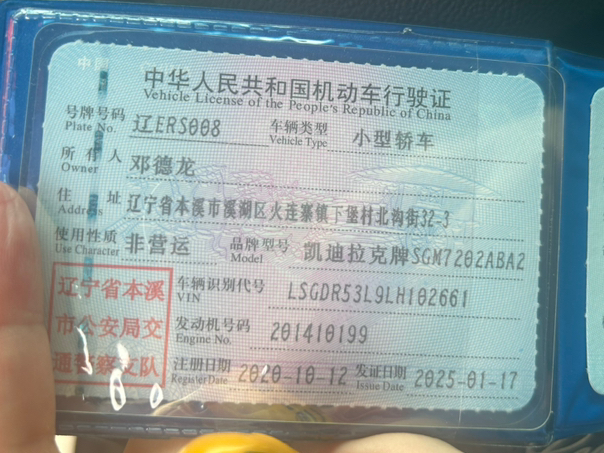 中华人民共和国机动车行驶证
Vehicle License of the People's Republic of China
号牌号码 Plate No. 辽ERS008 车辆类型 Vehicle Type 小型轿车
所有人 Owner 邓德龙
住址 Address 辽宁省本溪市溪湖区火连寨镇下堡村北沟街32-3
使用性质 Use Character 非营运 品牌型号 Model 凯迪拉克牌SGM7202ABA2
车辆识别代号 VIN LSGDR53L9LH102661
发动机号码 Engine No. 201410199
注册日期 Register Date 2020-10-12 发证日期 Issue Date 2025-01-17
辽宁省本溪
市公安局交
通警察支队